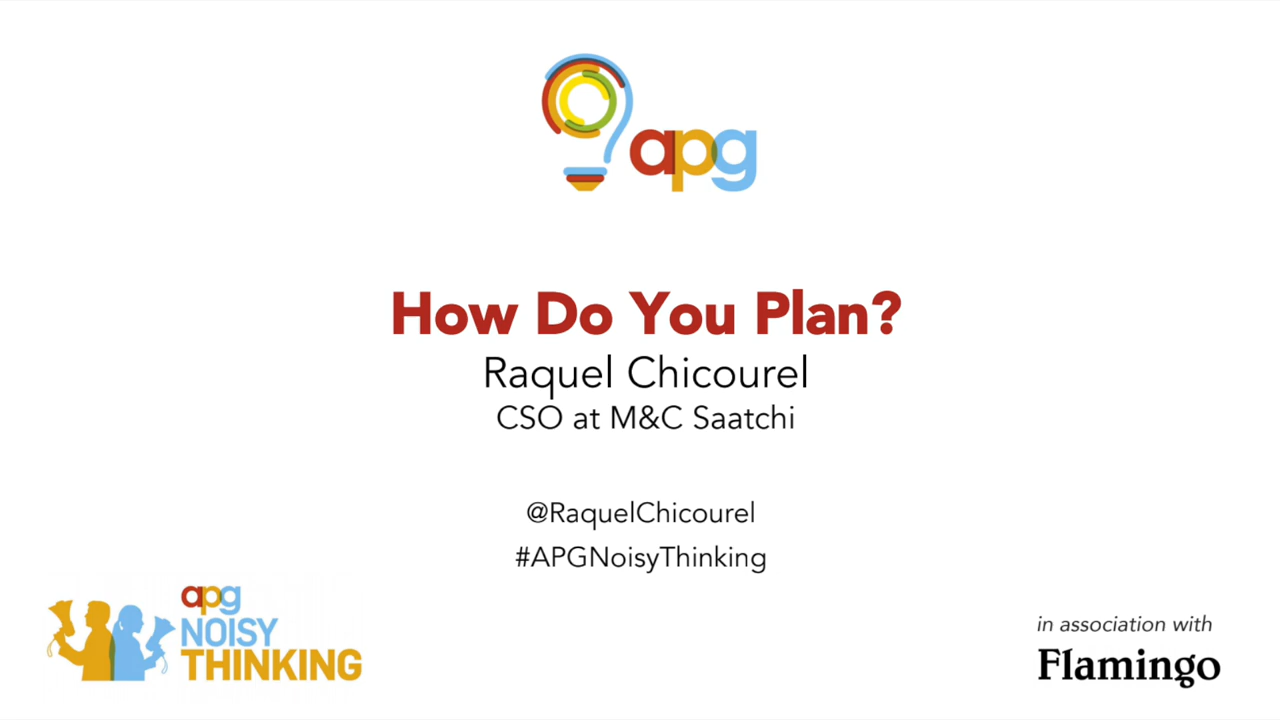 apg
How Do You Plan?
Raquel Chicourel
CSO at M&C Saatchi
@RaquelChicourel
#APGNoisyThinking
apg
NOISY
THINKING
in association with
Flamingo